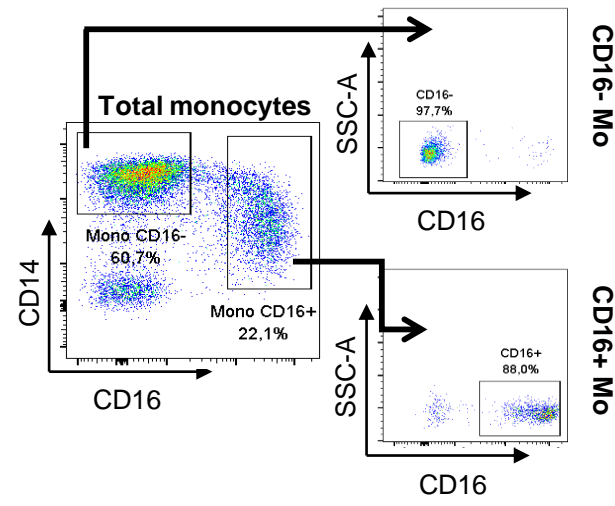 Total monocytes
CD14
CD16
Mono CD16-
60,7%
Mono CD16+
22,1%
SSC-A
CD16
CD16-
97,7%
CD16- Mo
SSC-A
CD16
CD16+
88,0%
CD16+ Mo